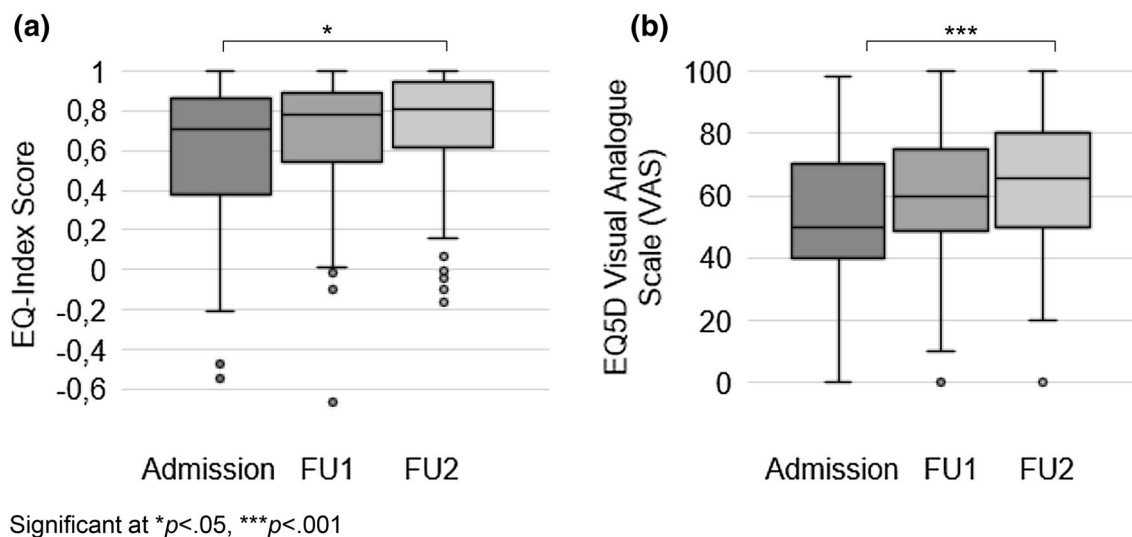 (a)
*
EQ-Index Score
1
0,8
0,6
0,4
0,2
0
-0,2
-0,4
-0,6
Admission FU1 FU2
(b)
***
EQ5D Visual Analogue
Scale (VAS)
100
80
60
40
20
0
Admission FU1 FU2
Significant at *p<.05, ***p<.001